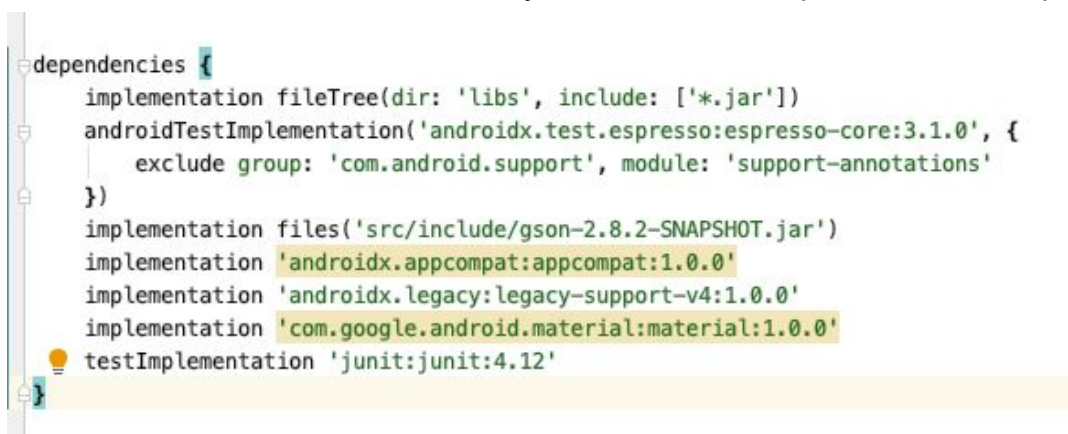 dependencies {
    implementation fileTree(dir: 'libs', include: ['*.jar'])
    androidTestImplementation('androidx.test.espresso:espresso-core:3.1.0', {
        exclude group: 'com.android.support', module: 'support-annotations'
    })
    implementation files('src/include/gson-2.8.2-SNAPSHOT.jar')
    implementation 'androidx.appcompat:appcompat:1.0.0'
    implementation 'androidx.legacy:legacy-support-v4:1.0.0'
    implementation 'com.google.android.material:material:1.0.0'
    testImplementation 'junit:junit:4.12'
}